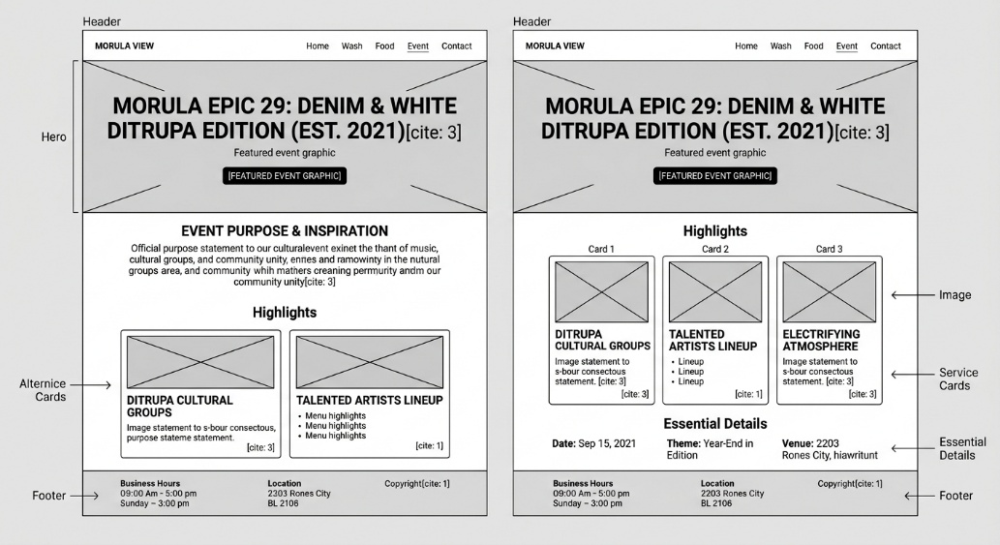 Header
MORULA VIEW
Home Wash Food Event Contact
Hero
MORULA EPIC 29: DENIM & WHITE
DITRUPA EDITION (EST. 2021)[cite: 3]
Featured event graphic
[FEATURED EVENT GRAPHIC]
EVENT PURPOSE & INSPIRATION
Official purpose statement to our culturalevent exinet the thant of music,
cultural groups, and community unity, ennes and ramowinty in the nutural
groups area, and community whih mathers creaning permurity andm our
community unity[cite: 3]
Highlights
Alternice
Cards
DITRUPA CULTURAL
GROUPS
Image statement to s-bour consectous,
purpose stateme statement.
[cite: 3]
TALENTED ARTISTS LINEUP
• Menu highlights
• Menu highlights
• Menu highlights
[cite: 1]
Footer
Business Hours
09:00 Am - 5:00 pm
Sunday – 3:00 pm
Location
2303 Rones City
BL 2106
Copyright[cite: 1]
Header
MORULA VIEW
Home Wash Food Event Contact
MORULA EPIC 29: DENIM & WHITE
DITRUPA EDITION (EST. 2021)[cite: 3]
Featured event graphic
[FEATURED EVENT GRAPHIC]
Highlights
Card 1
Card 2
Card 3
Image
DITRUPA
CULTURAL GROUPS
Image statement to
s-bour consectous
statement. [cite: 3]
[cite: 3]
TALENTED
ARTISTS LINEUP
• Lineup
• Lineup
• Lineup
[cite: 1]
ELECTRIFYING
ATMOSPHERE
Image statement to
s-bour consectous
statement. [cite: 3]
[cite: 3]
Service
Cards
Essential Details
Date: Sep 15, 2021
Theme: Year-End in
Edition
Venue: 2203
Rones City, hiawritunt
Essential
Details
Business Hours
09:00 Am - 5:00 pm
Sunday – 3:00 pm
Location
2203 Rones City
BL 2106
Copyright[cite: 1]
Footer